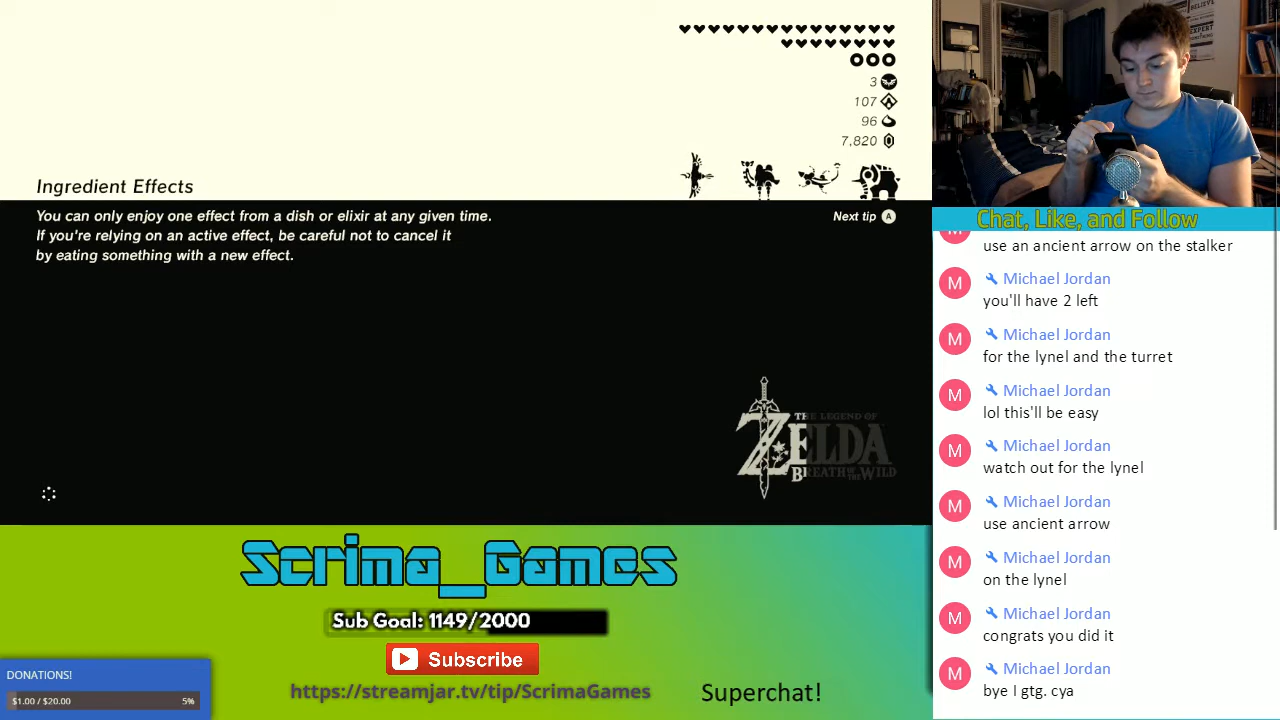 3
107
96
7,820
Ingredient Effects
You can only enjoy one effect from a dish or elixir at any given time.
If you're relying on an active effect, be careful not to cancel it
by eating something with a new effect.
Next tip A
THE LEGEND OF
ZELDA
BREATH OF THE WILD
Scrima_Games
Sub Goal: 1149/2000
Subscribe
https://streamjar.tv/tip/ScrimaGames
Superchat!
DONATIONS!
$1.00 / $20.00 5%
EXPERT
Chat, Like, and Follow
M
use an ancient arrow on the stalker
M Michael Jordan
you'll have 2 left
M Michael Jordan
for the lynel and the turret
M Michael Jordan
lol this'll be easy
M Michael Jordan
watch out for the lynel
M Michael Jordan
use ancient arrow
M Michael Jordan
on the lynel
M Michael Jordan
congrats you did it
M Michael Jordan
bye I gtg. cya